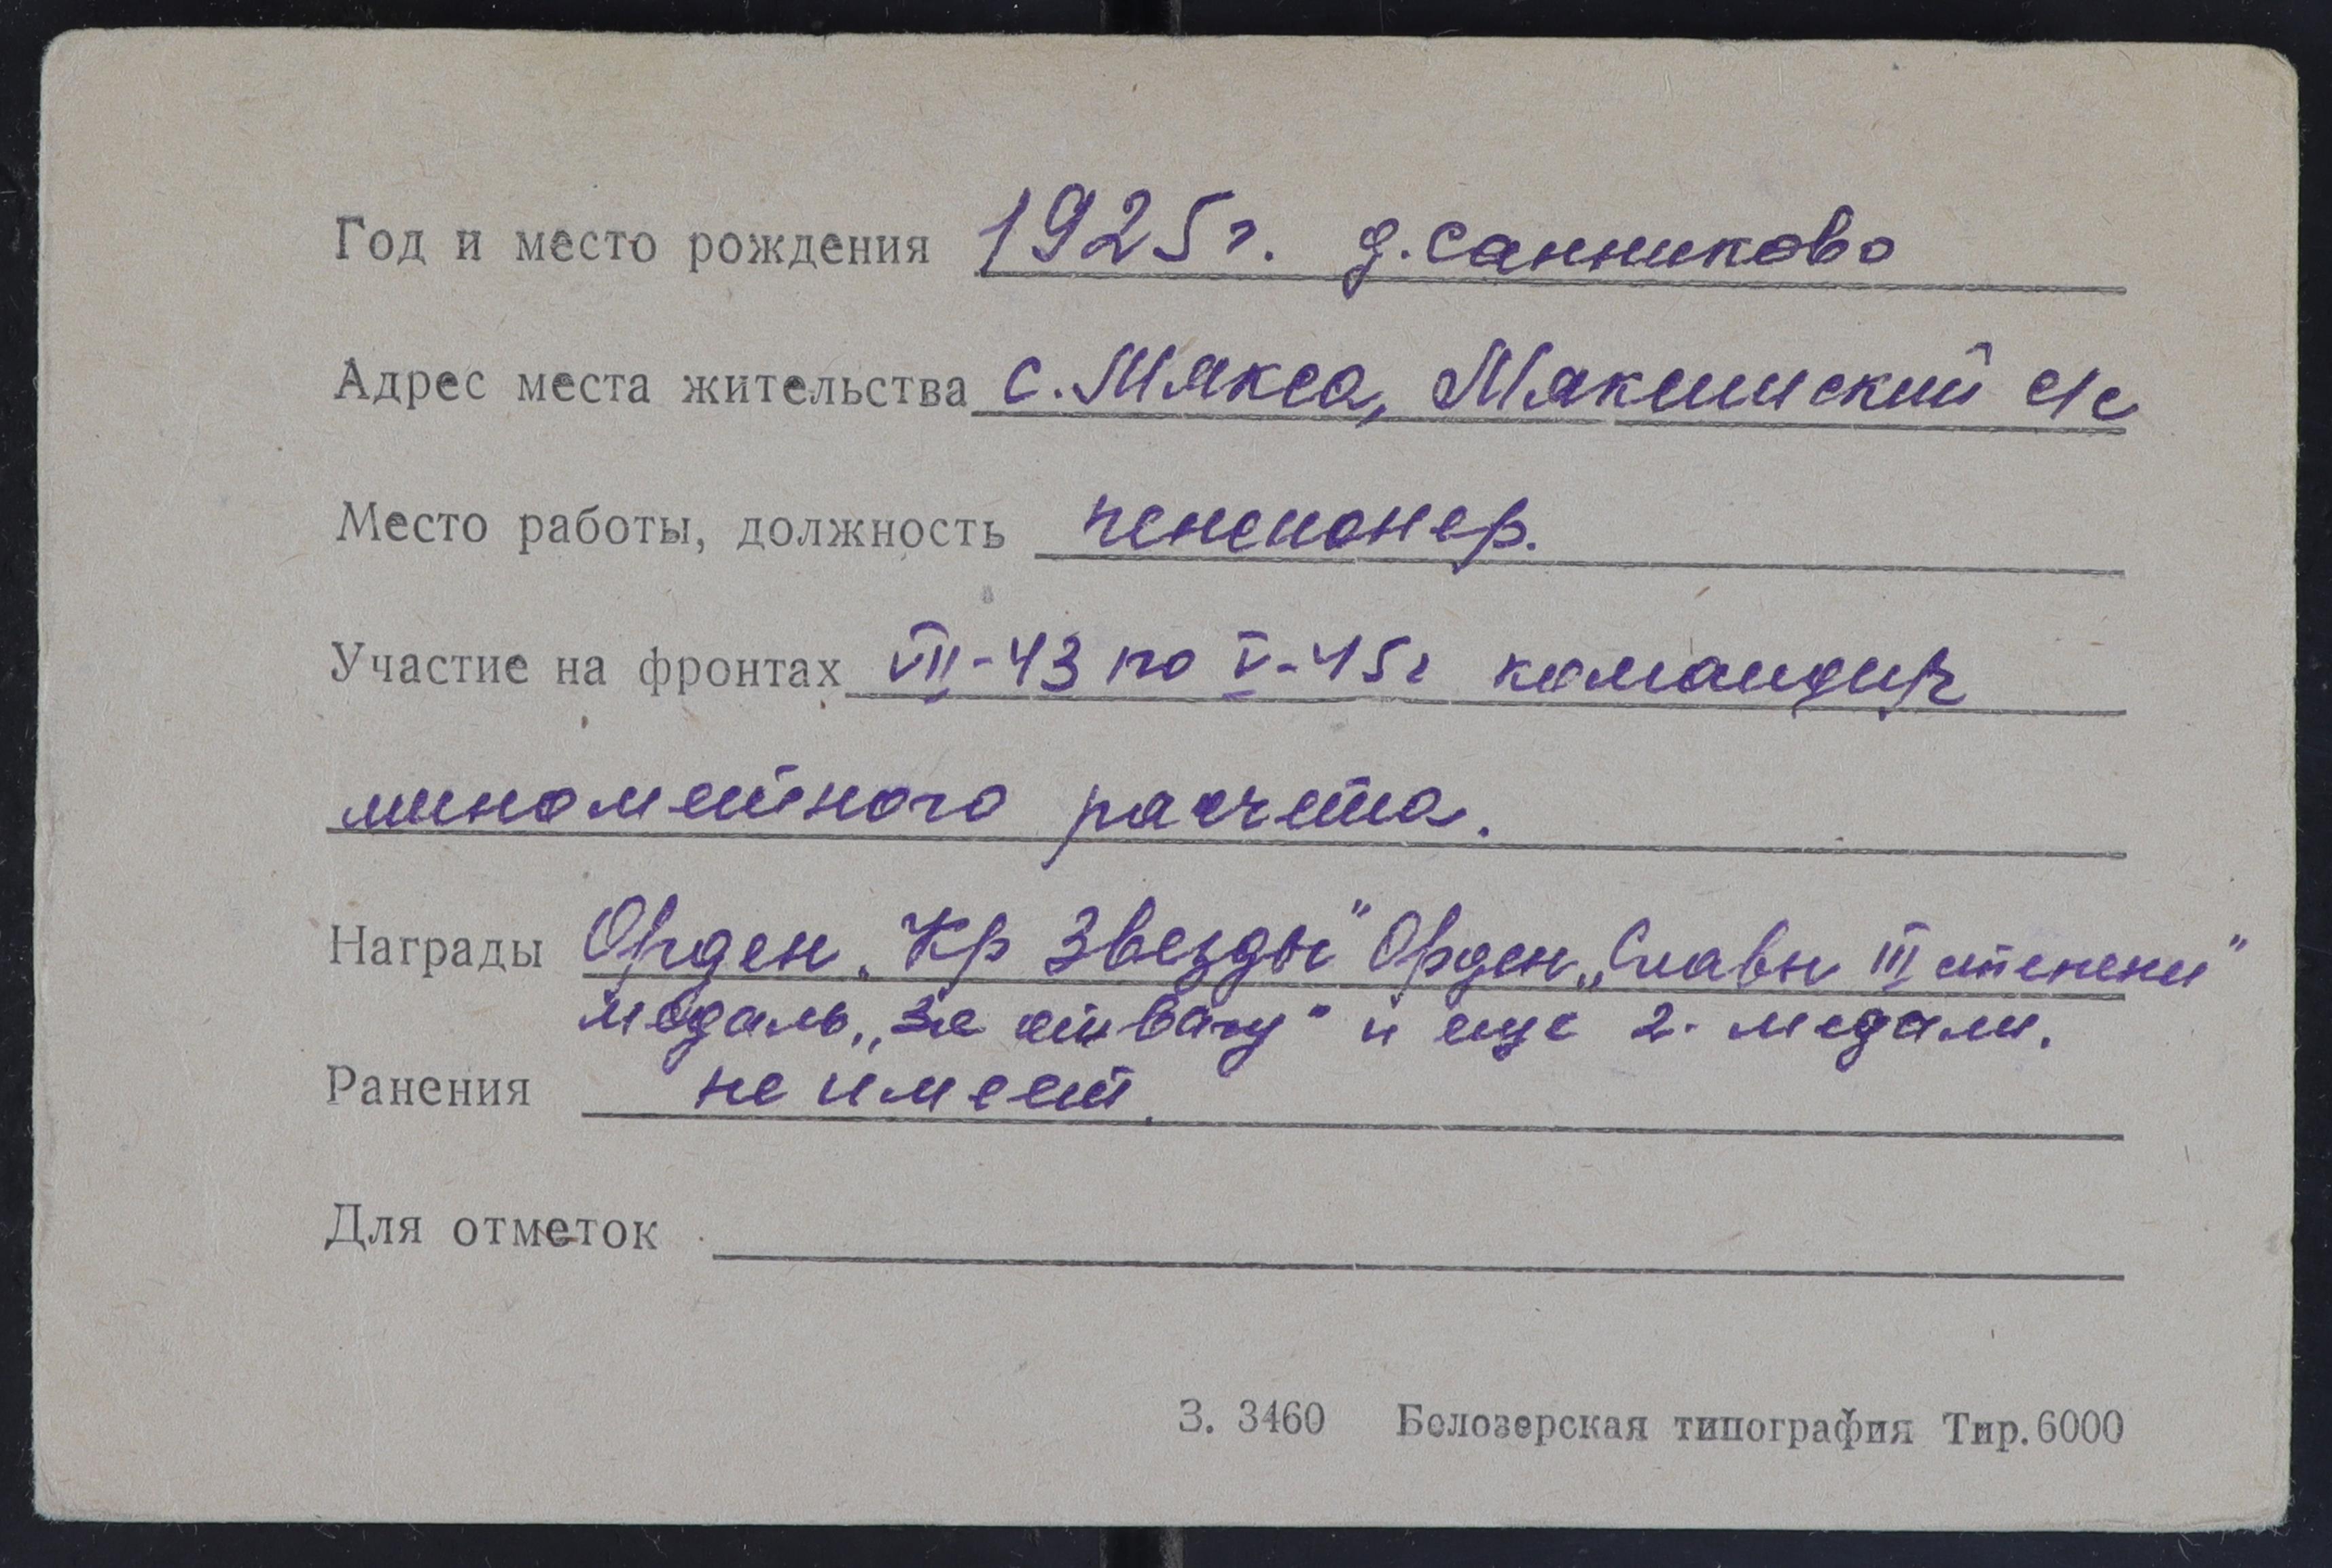 Год и место рождения 1925г. д. Санниково
Адрес места жительства с. Мякса, Мяксинский с/с
Место работы, должность пенсионер.
Участие на фронтах VII-43 по V-45г командир
минометного расчета.
Награды Орден „Кр Звезды" Орден „Славы III степени"
медаль „За отвагу" и еще 2. медали.
Ранения не имеет.
Для отметок
З. 3460 Белозерская типография Тир. 6000